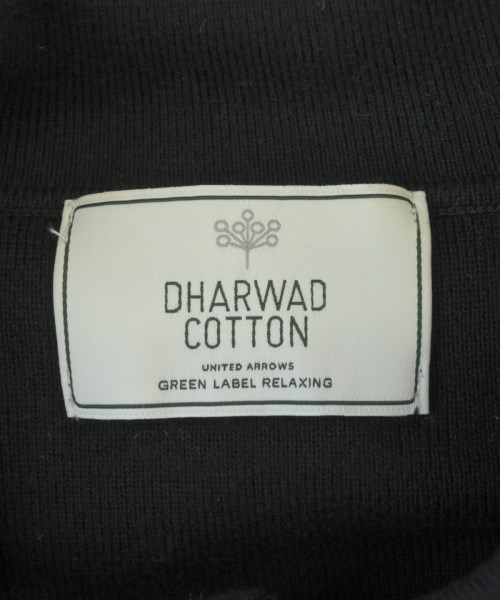 DHARWAD
COTTON
UNITED ARROWS
GREEN LABEL RELAXING